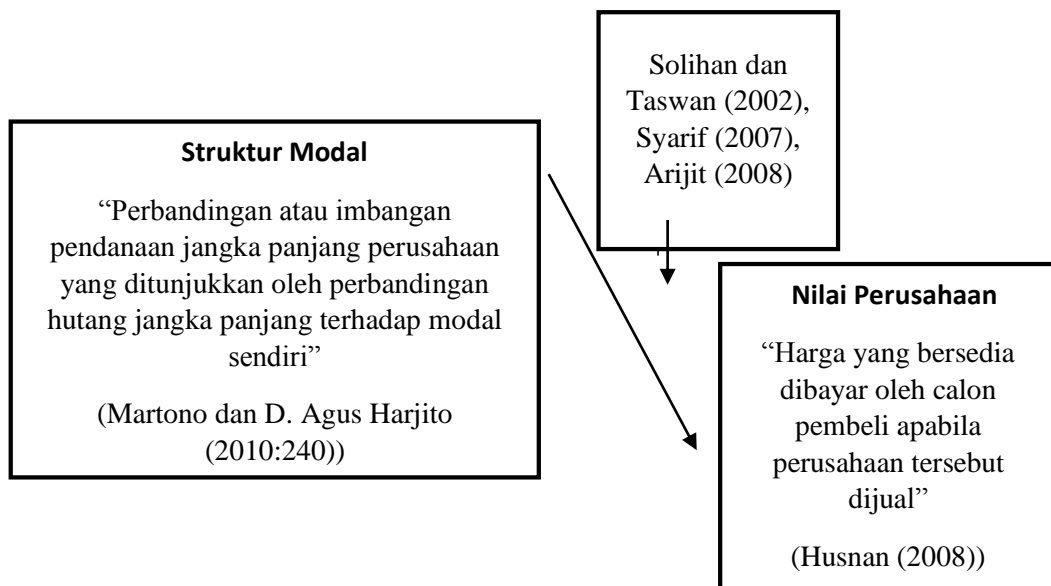 Solihan dan
Taswan (2002),
Syarif (2007),
Arijit (2008)
Struktur Modal
“Perbandingan atau imbangan
pendanaan jangka panjang perusahaan
yang ditunjukkan oleh perbandingan
hutang jangka panjang terhadap modal
sendiri”
(Martono dan D. Agus Harjito
(2010:240))
Nilai Perusahaan
“Harga yang bersedia
dibayar oleh calon
pembeli apabila
perusahaan tersebut
dijual”
(Husnan (2008))